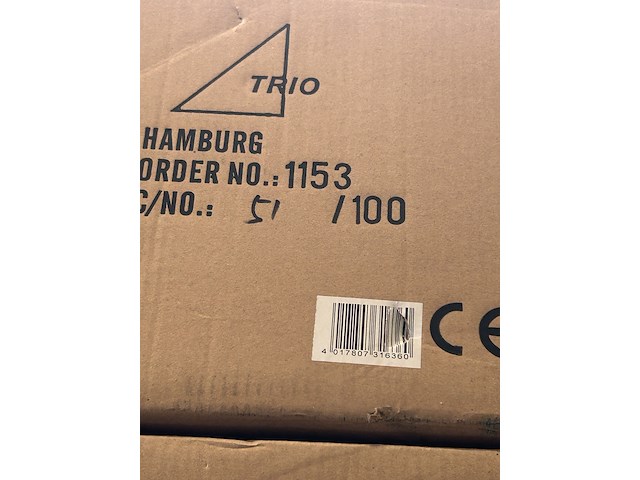 TRIO
HAMBURG
ORDER NO.: 1153
C/NO.: 51 /100
CE
4 017807 316360